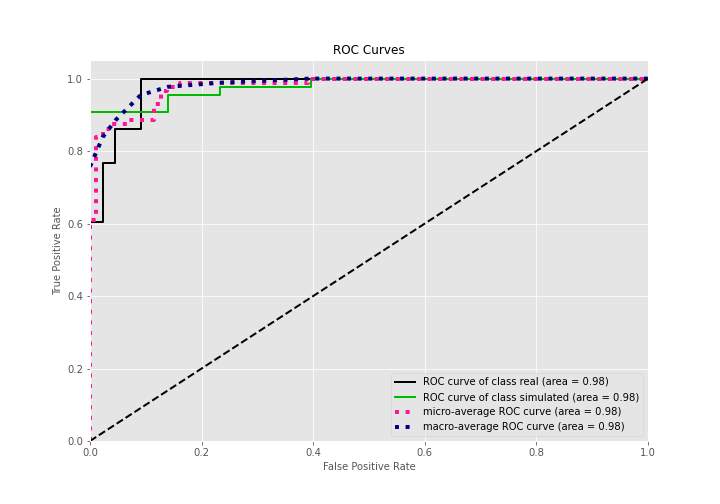 ROC Curves
True Positive Rate
1.0
0.8
0.6
0.4
0.2
0.0
ROC curve of class real (area = 0.98)
ROC curve of class simulated (area = 0.98)
micro-average ROC curve (area = 0.98)
macro-average ROC curve (area = 0.98)
0.0 0.2 0.4 0.6 0.8 1.0
False Positive Rate